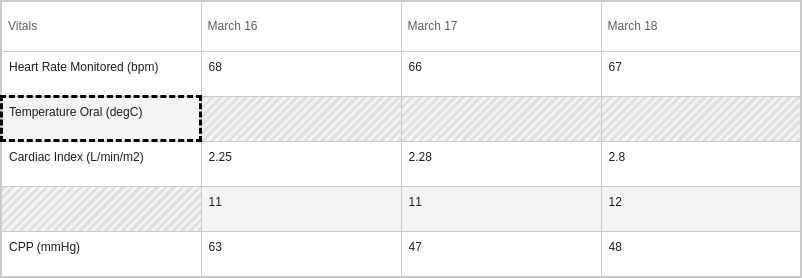 Vitals March 16 March 17 March 18
Heart Rate Monitored (bpm) 68 66 67
Temperature Oral (degC)
Cardiac Index (L/min/m2) 2.25 2.28 2.8
11 11 12
CPP (mmHg) 63 47 48